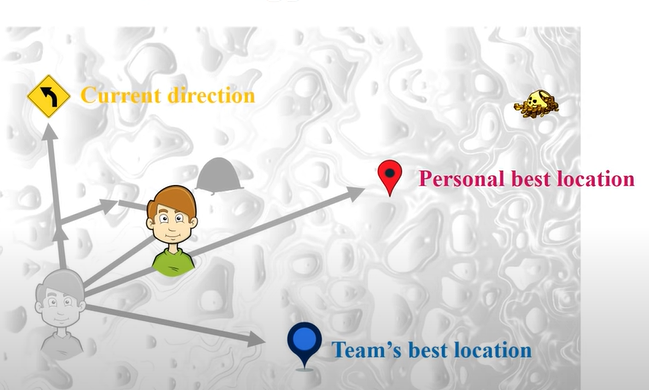 Current direction
Personal best location
Team's best location